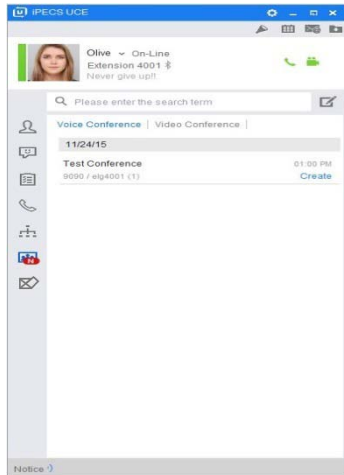 iPECS UCE
Olive On-Line
Extension 4001
Never give up!!
Please enter the search term
Voice Conference | Video Conference |
11/24/15
Test Conference 01:00 PM
9090 / elg4001 (1) Create
N
Notice